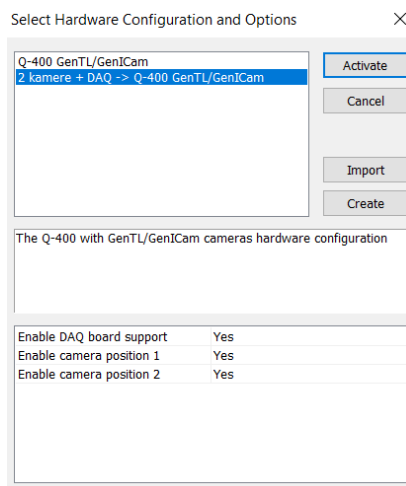 Select Hardware Configuration and Options
Q-400 GenTL/GenICam
2 kamere + DAQ -> Q-400 GenTL/GenICam
Activate
Cancel
Import
Create
The Q-400 with GenTL/GenICam cameras hardware configuration
Enable DAQ board support Yes
Enable camera position 1 Yes
Enable camera position 2 Yes